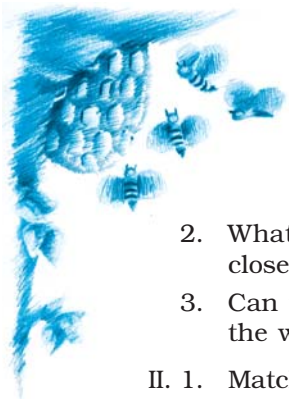 2. What
close
3. Can
the w
II. 1. Matc